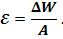 ε = ΔW / A .